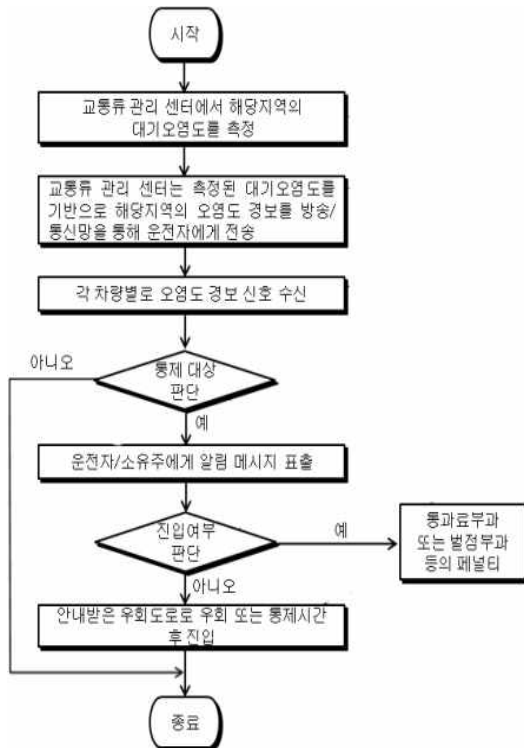 시작
교통류 관리 센터에서 해당지역의
대기오염도를 측정
교통류 관리 센터는 측정된 대기오염도를
기반으로 해당지역의 오염도 경보를 방송/
통신망을 통해 운전자에게 전송
각 차량별로 오염도 경보 신호 수신
아니오
통제 대상
판단
예
운전자/소유주에게 알림 메시지 표출
진입여부
판단
예
통과료부과
또는 벌점부과
등의 페널티
아니오
안내받은 우회도로로 우회 또는 통제시간
후 진입
종료